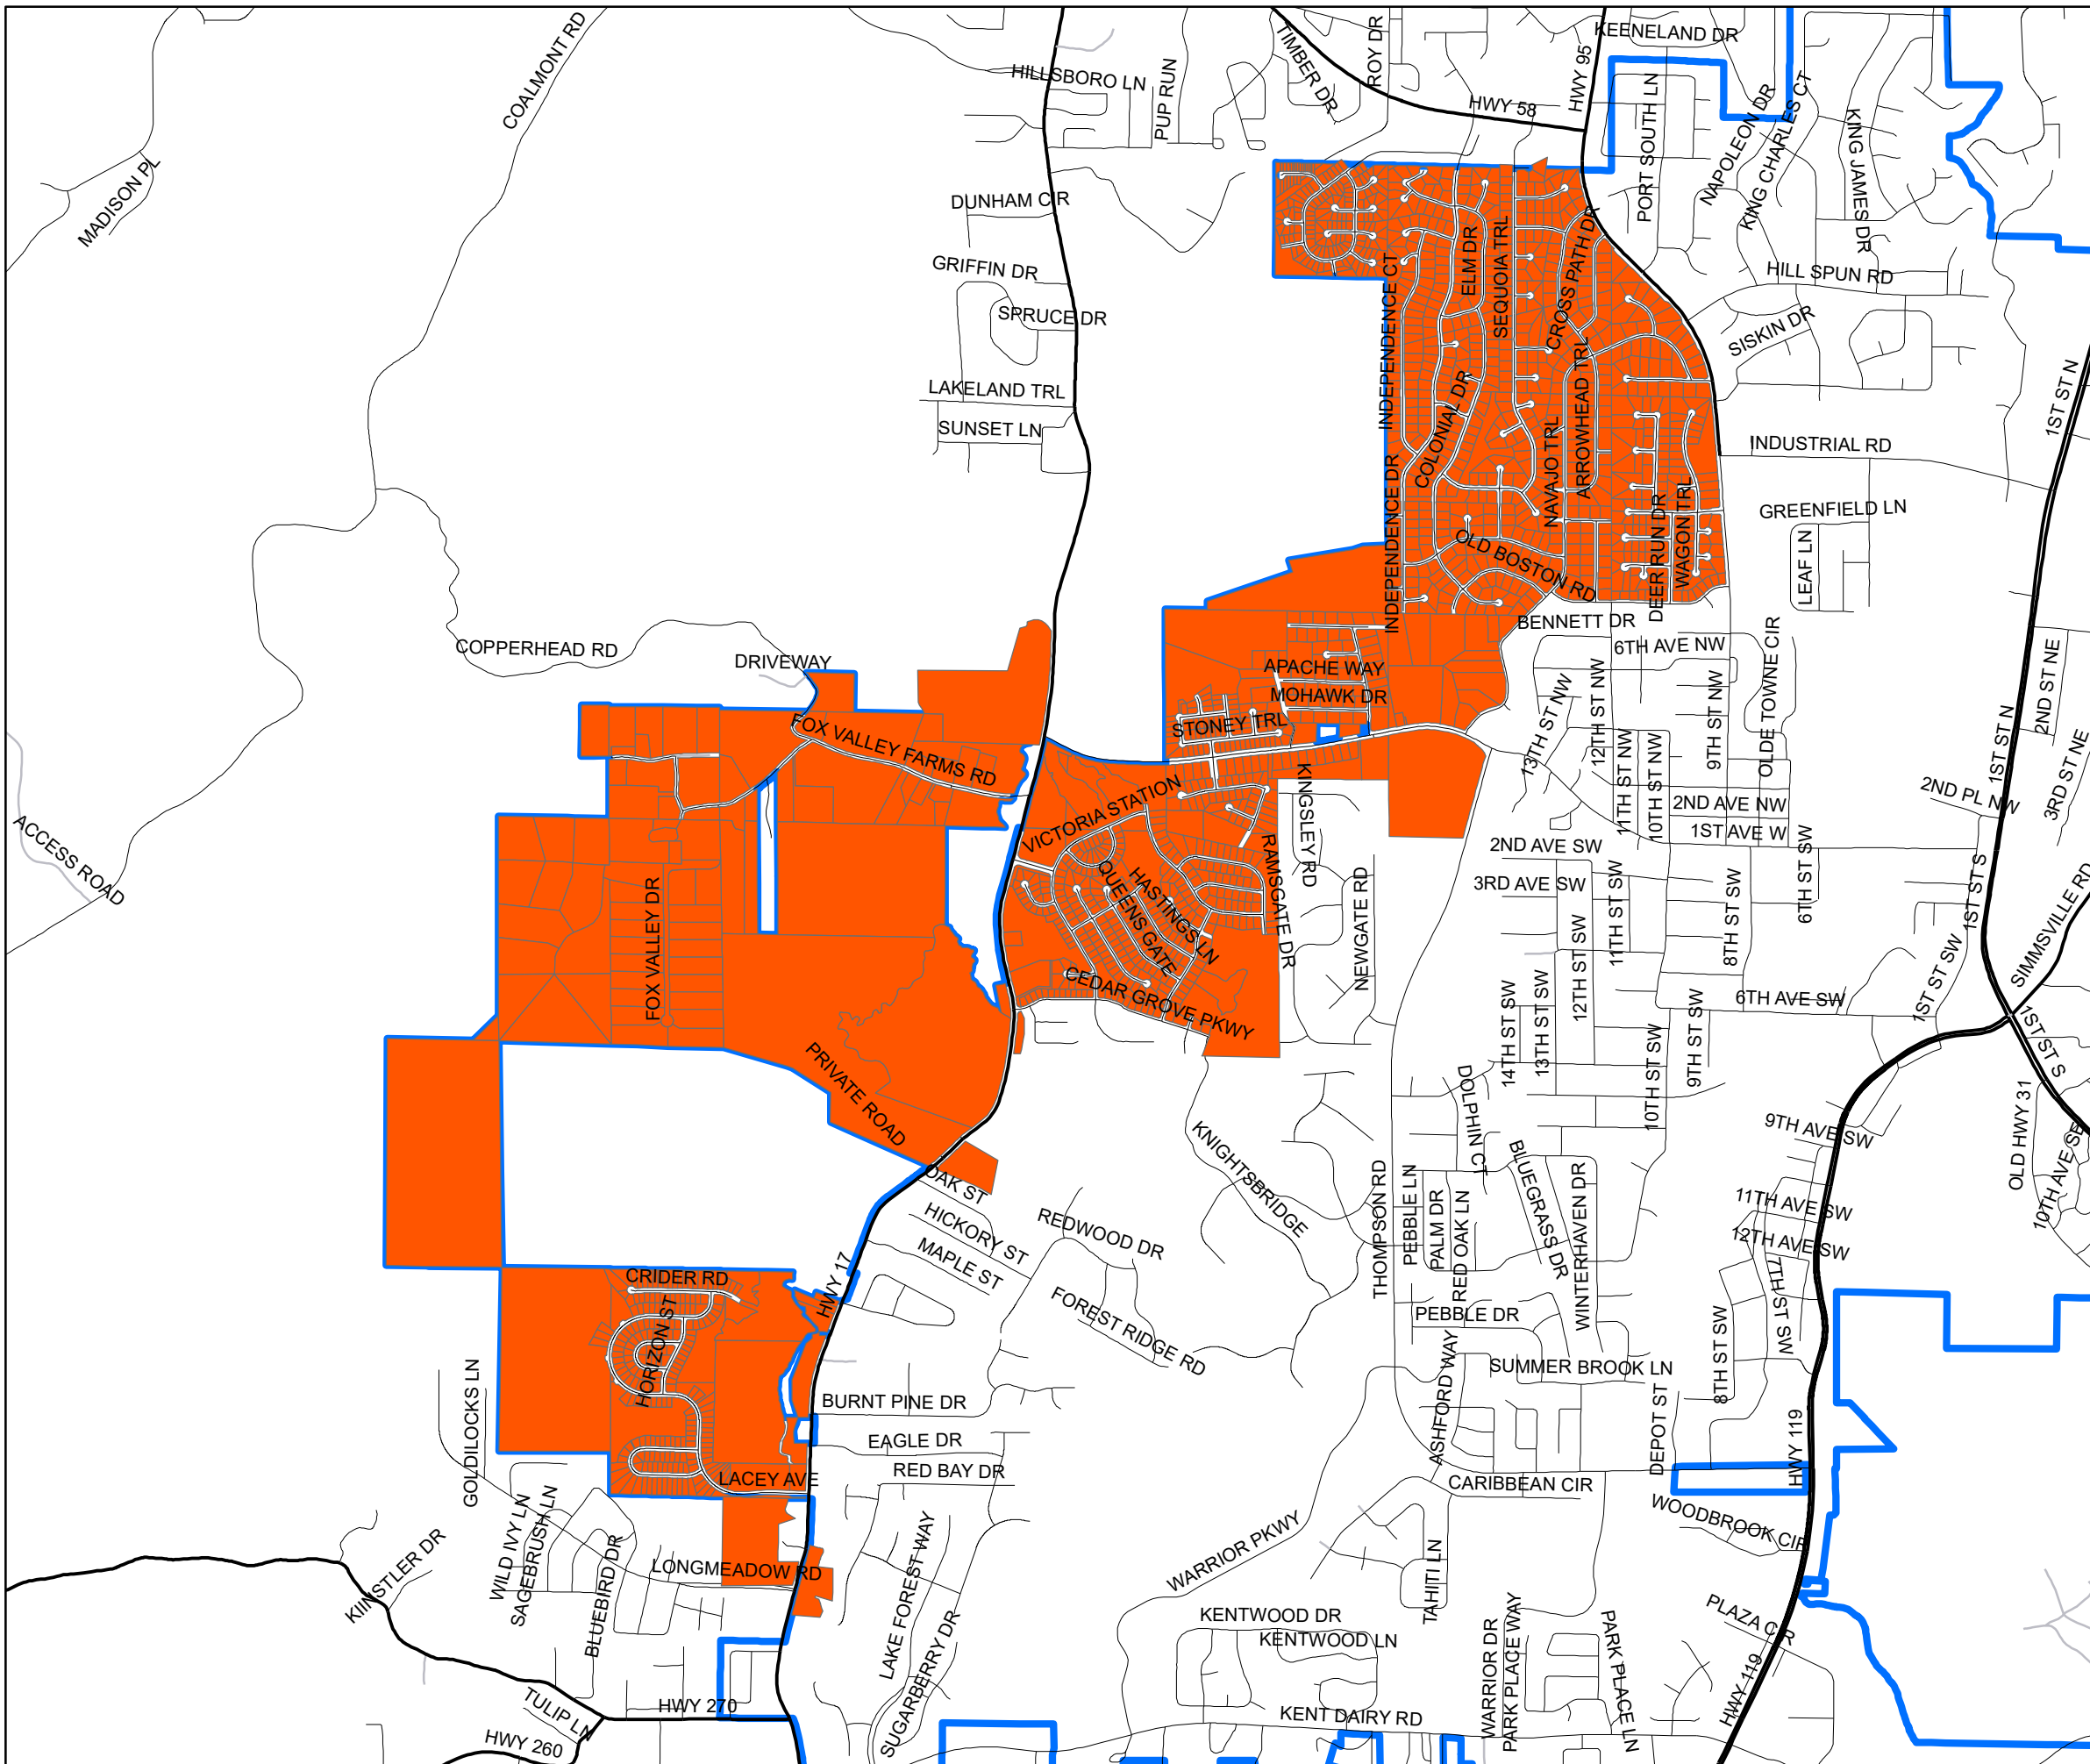 COALMONT RD
MADISON PL
HILLSBORO LN
PUP RUN
TIMBER DR
ROY DR
HWY 58
HWY 95
KEENELAND DR
PORT SOUTH LN
NAPOLEON DR
KING CHARLES CT
KING JAMES DR
DUNHAM CIR
GRIFFIN DR
SPRUCE DR
LAKELAND TRL
SUNSET LN
INDEPENDENCE CT
ELM DR
SEQUOIA TRL
CROSS PATH DR
HILL SPUN RD
SISKIN DR
1ST ST N
INDUSTRIAL RD
COLONIAL DR
NAVAJO TRL
ARROWHEAD TRL
INDEPENDENCE DR
GREENFIELD LN
LEAF LN
OLD BOSTON RD
DEER RUN DR
WAGON TRL
BENNETT DR
6TH AVE NW
COPPERHEAD RD
DRIVEWAY
APACHE WAY
MOHAWK DR
STONEY TRL
FOX VALLEY FARMS RD
13TH ST NW
12TH ST NW
11TH ST NW
10TH ST NW
9TH ST NW
OLDE TOWNE CIR
2ND ST NE
1ST ST N
3RD ST NE
2ND PL NW
2ND AVE NW
1ST AVE W
VICTORIA STATION
KINGSLEY RD
RAMSGATE DR
NEWGATE RD
QUEENS GATE
HASTINGS LN
CEDAR GROVE PKWY
ACCESS ROAD
FOX VALLEY DR
PRIVATE ROAD
2ND AVE SW
3RD AVE SW
11TH ST SW
12TH ST SW
13TH ST SW
14TH ST SW
8TH ST SW
6TH ST SW
1ST ST S
SIMMSVILLE RD
1ST ST SW
6TH AVE SW
9TH ST SW
10TH ST SW
1ST ST S
OLD HWY 31
10TH AVE SE
9TH AVE SW
11TH AVE SW
12TH AVE SW
7TH ST SW
8TH ST SW
DOLPHIN CT
BLUEGRASS DR
WINTERHAVEN DR
KNIGHTSBRIDGE
THOMPSON RD
PEBBLE LN
PALM DR
RED OAK LN
PEBBLE DR
OAK ST
HICKORY ST
MAPLE ST
REDWOOD DR
FOREST RIDGE RD
HWY 17
CRIDER RD
HORIZON ST
GOLDILOCKS LN
BURNT PINE DR
EAGLE DR
RED BAY DR
LACEY AVE
ASHFORD WAY
SUMMER BROOK LN
DEPOT ST
HWY 119
CARIBBEAN CIR
WOODBROOK CIR
WILD IVY LN
SAGEBRUSH LN
BLUEBIRD DR
LONGMEADOW RD
LAKE FOREST WAY
SUGARBERRY DR
WARRIOR PKWY
TAHITI LN
KENTWOOD DR
KENTWOOD LN
WARRIOR DR
PARK PLACE WAY
PARK PLACE LN
PLAZA CIR
HWY 119
KENT DAIRY RD
KIINSTLER DR
TULIP LN
HWY 270
HWY 260